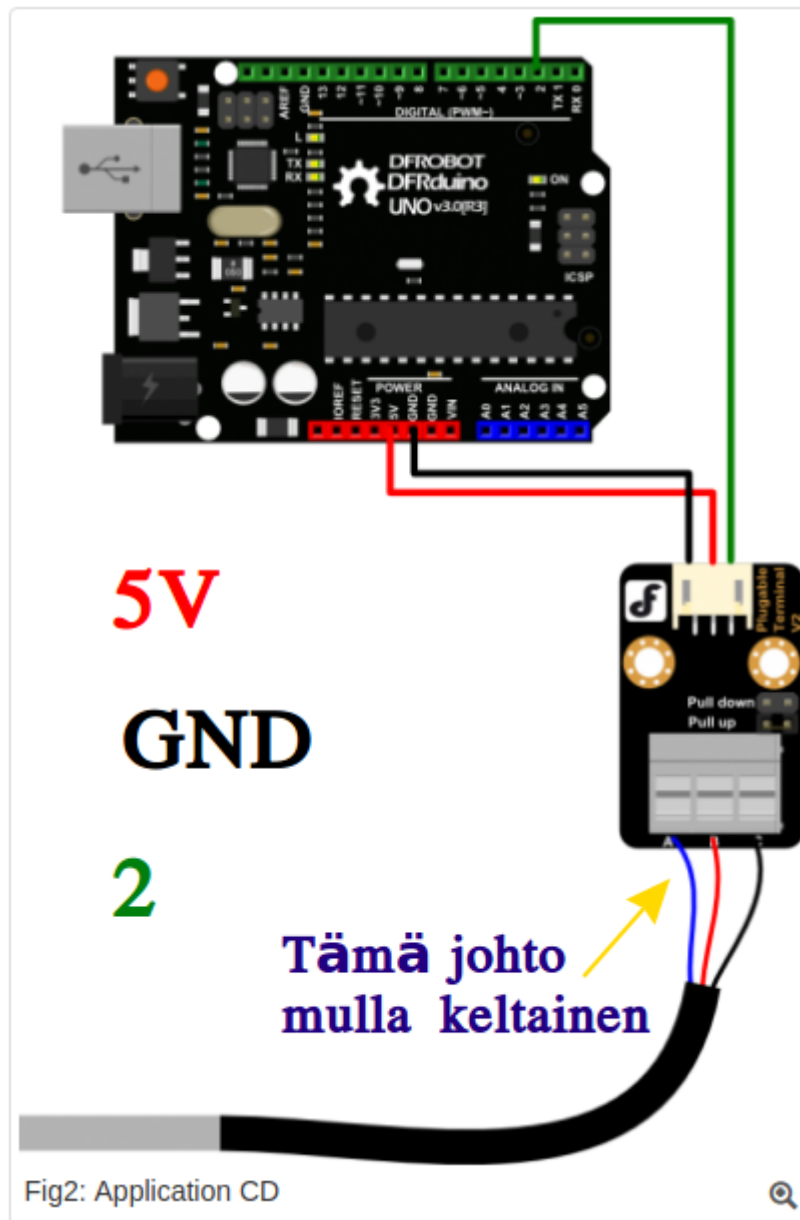 AREF
GND
13
12
~11
~10
~9
8
7
~6
~5
4
~3
2
TX 1
RX 0
DIGITAL (PWM~)
L
TX
RX
DFROBOT
DFRduino
UNO v3.0[R3]
ON
ICSP
POWER
ANALOG IN
IOREF
RESET
3V3
5V
GND
GND
VIN
A0
A1
A2
A3
A4
A5
5V
GND
2
Plugable
Terminal
V2
Pull down
Pull up
A
Tämä johto
mulla keltainen
Fig2: Application CD